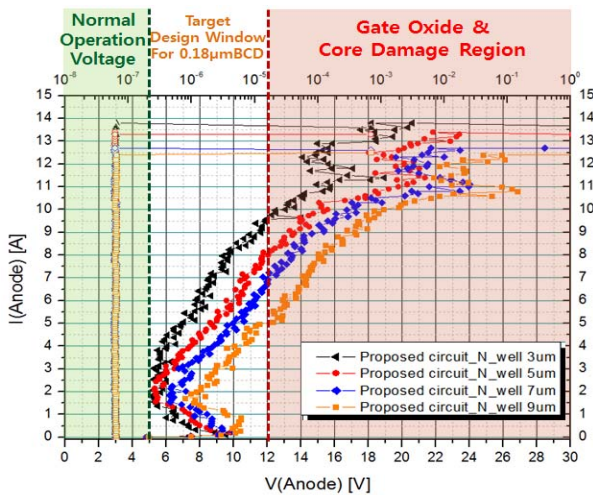 Normal
Operation
Voltage
Target
Design Window
For 0.18μmBCD
Gate Oxide &
Core Damage Region
10⁻⁸ 10⁻⁷ 10⁻⁶ 10⁻⁵ 10⁻⁴ 10⁻³ 10⁻² 10⁻¹ 10⁰
15
14
13
12
11
10
9
8
7
6
5
4
3
2
1
0
I(Anode) [A]
Proposed circuit_N_well 3um
Proposed circuit_N_well 5um
Proposed circuit_N_well 7um
Proposed circuit_N_well 9um
0 2 4 6 8 10 12 14 16 18 20 22 24 26 28 30
V(Anode) [V]